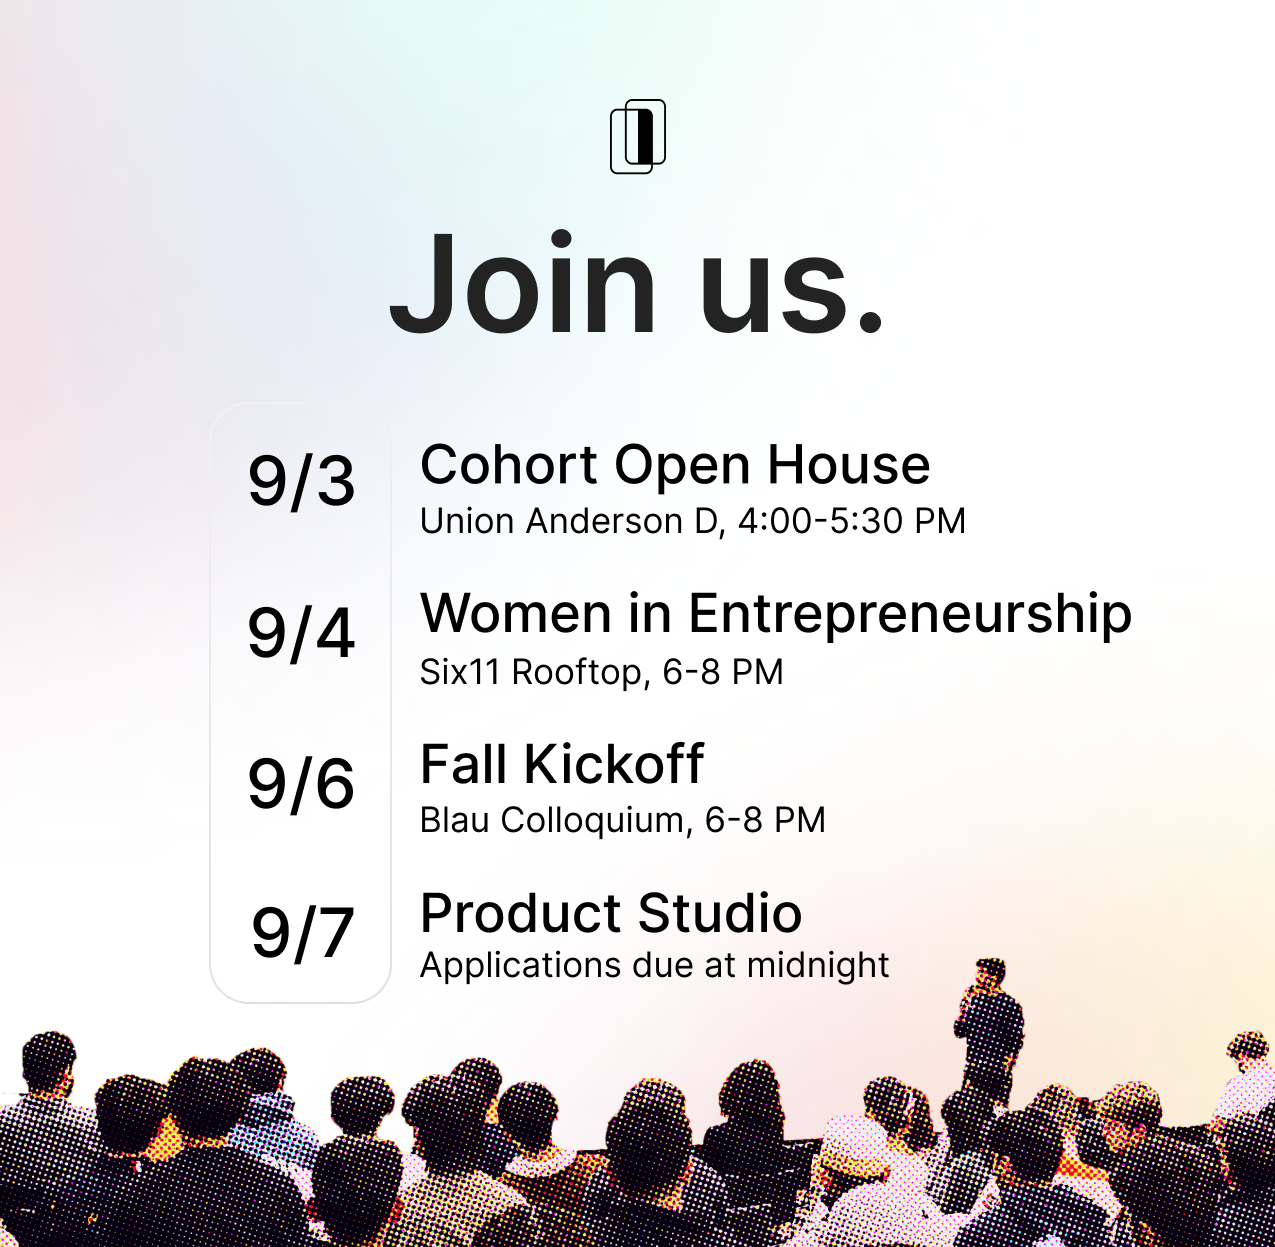 Join us.
9/3
Cohort Open House
Union Anderson D, 4:00-5:30 PM
9/4
Women in Entrepreneurship
Six11 Rooftop, 6-8 PM
9/6
Fall Kickoff
Blau Colloquium, 6-8 PM
9/7
Product Studio
Applications due at midnight